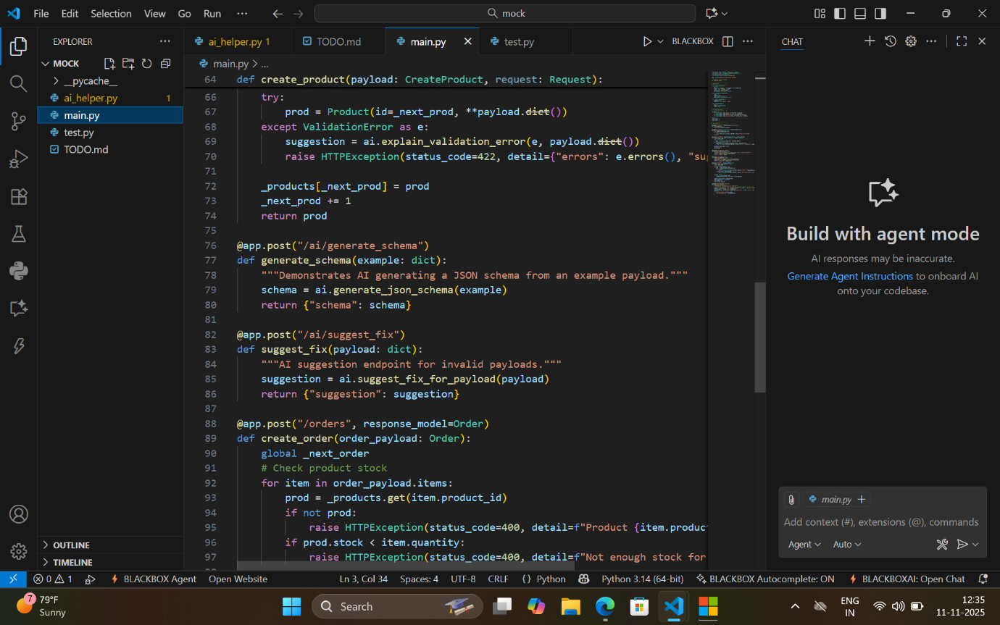 File Edit Selection View Go Run ··· mock
EXPLORER ···
MOCK
__pycache__
ai_helper.py 1
main.py
test.py
TODO.md
OUTLINE
TIMELINE
ai_helper.py 1 TODO.md main.py test.py BLACKBOX ···
main.py > ...
64 def create_product(payload: CreateProduct, request: Request):
66 try:
67 prod = Product(id=_next_prod, **payload.dict())
68 except ValidationError as e:
69 suggestion = ai.explain_validation_error(e, payload.dict())
70 raise HTTPException(status_code=422, detail={"errors": e.errors(), "sug
71
72 _products[_next_prod] = prod
73 _next_prod += 1
74 return prod
75
76 @app.post("/ai/generate_schema")
77 def generate_schema(example: dict):
78 """Demonstrates AI generating a JSON schema from an example payload."""
79 schema = ai.generate_json_schema(example)
80 return {"schema": schema}
81
82 @app.post("/ai/suggest_fix")
83 def suggest_fix(payload: dict):
84 """AI suggestion endpoint for invalid payloads."""
85 suggestion = ai.suggest_fix_for_payload(payload)
86 return {"suggestion": suggestion}
87
88 @app.post("/orders", response_model=Order)
89 def create_order(order_payload: Order):
90 global _next_order
91 # Check product stock
92 for item in order_payload.items:
93 prod = _products.get(item.product_id)
94 if not prod:
95 raise HTTPException(status_code=400, detail=f"Product {item.product
96 if prod.stock < item.quantity:
97 raise HTTPException(status_code=400, detail=f"Not enough stock for
CHAT ···
Build with agent mode
AI responses may be inaccurate.
Generate Agent Instructions to onboard AI
onto your codebase.
main.py +
Add context (#), extensions (@), commands
Agent Auto
0 1 BLACKBOX Agent Open Website Ln 3, Col 34 Spaces: 4 UTF-8 CRLF {} Python Python 3.14 (64-bit) BLACKBOX Autocomplete: ON BLACKBOXAI: Open Chat
7 79°F
Sunny
Search
ENG
IN
12:35
11-11-2025